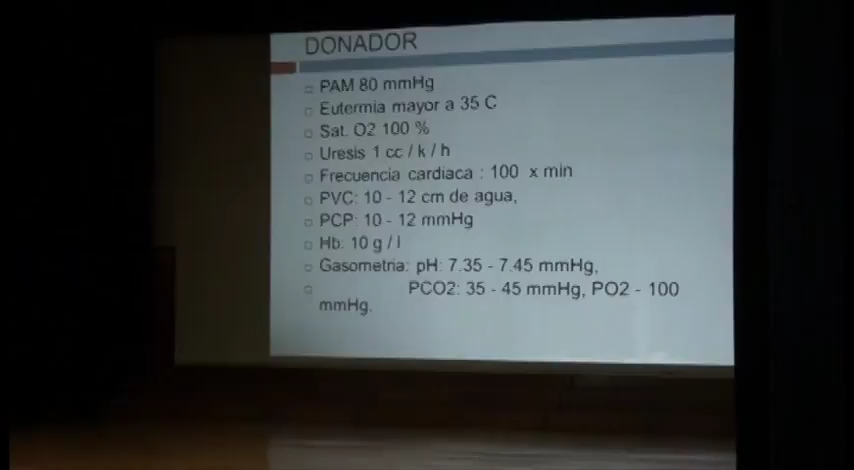 DONADOR
PAM 80 mmHg
Eutermia mayor a 35 C
Sat. O2 100 %
Uresis 1 cc / k / h
Frecuencia cardiaca : 100 x min
PVC: 10 - 12 cm de agua,
PCP: 10 - 12 mmHg
Hb: 10 g / l
Gasometria: pH: 7.35 - 7.45 mmHg,
PCO2: 35 - 45 mmHg, PO2 - 100
mmHg.